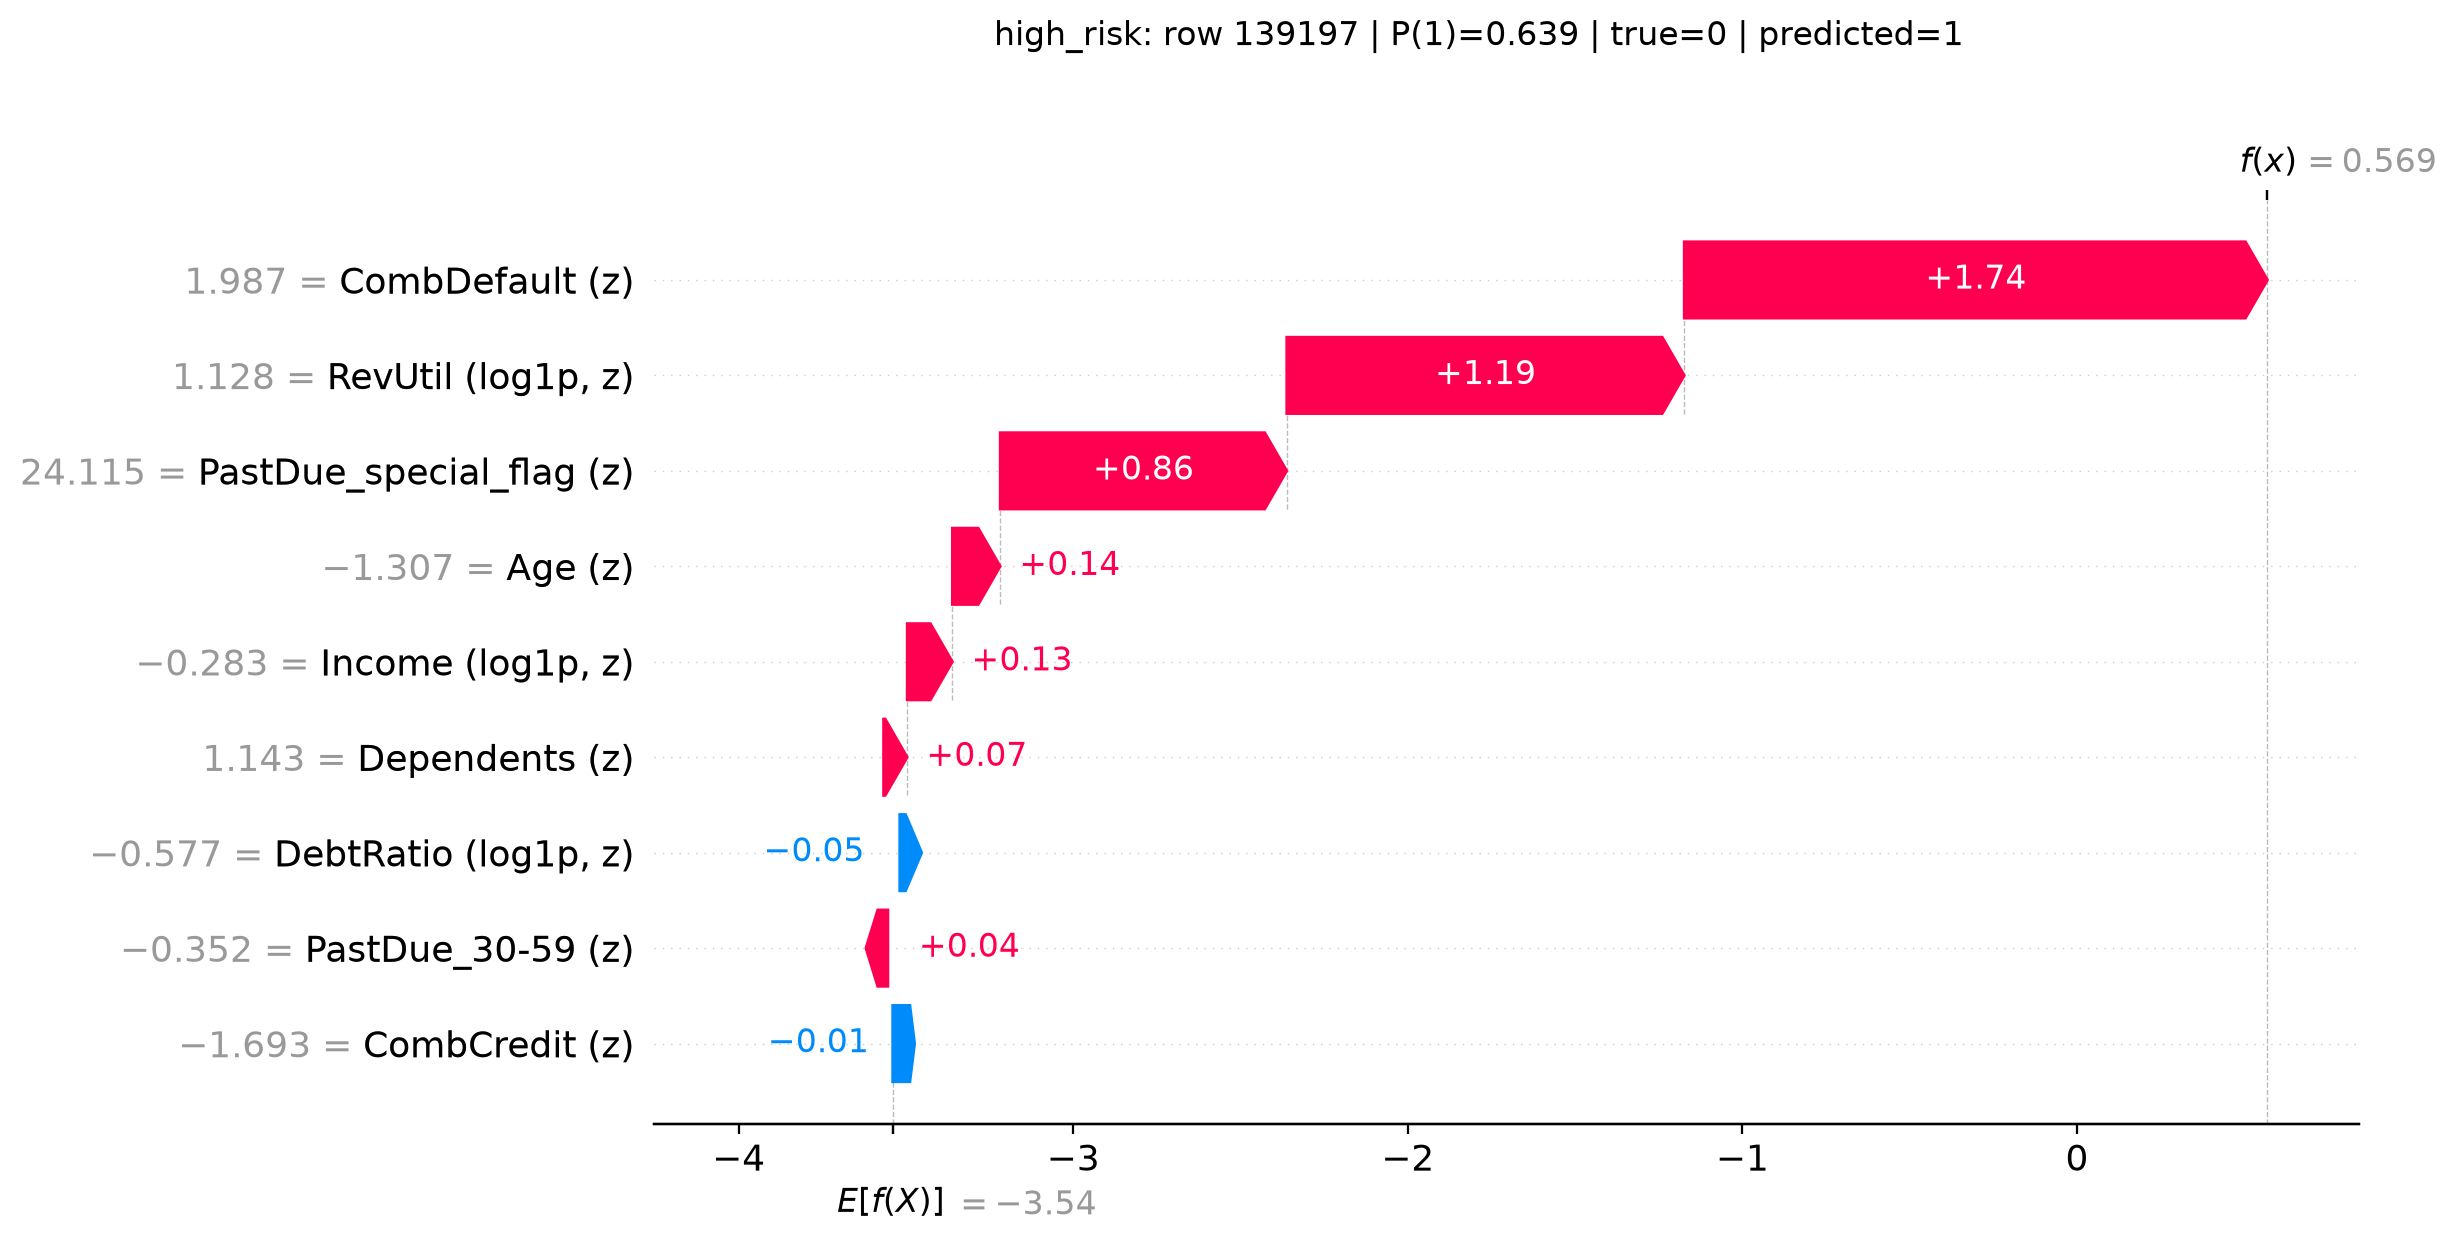 high_risk: row 139197 | P(1)=0.639 | true=0 | predicted=1
f(x) = 0.569
1.987 = CombDefault (z)
+1.74
1.128 = RevUtil (log1p, z)
+1.19
24.115 = PastDue_special_flag (z)
+0.86
−1.307 = Age (z)
+0.14
−0.283 = Income (log1p, z)
+0.13
1.143 = Dependents (z)
+0.07
−0.577 = DebtRatio (log1p, z)
−0.05
−0.352 = PastDue_30-59 (z)
+0.04
−1.693 = CombCredit (z)
−0.01
−4 −3 −2 −1 0
E[f(X)] = −3.54